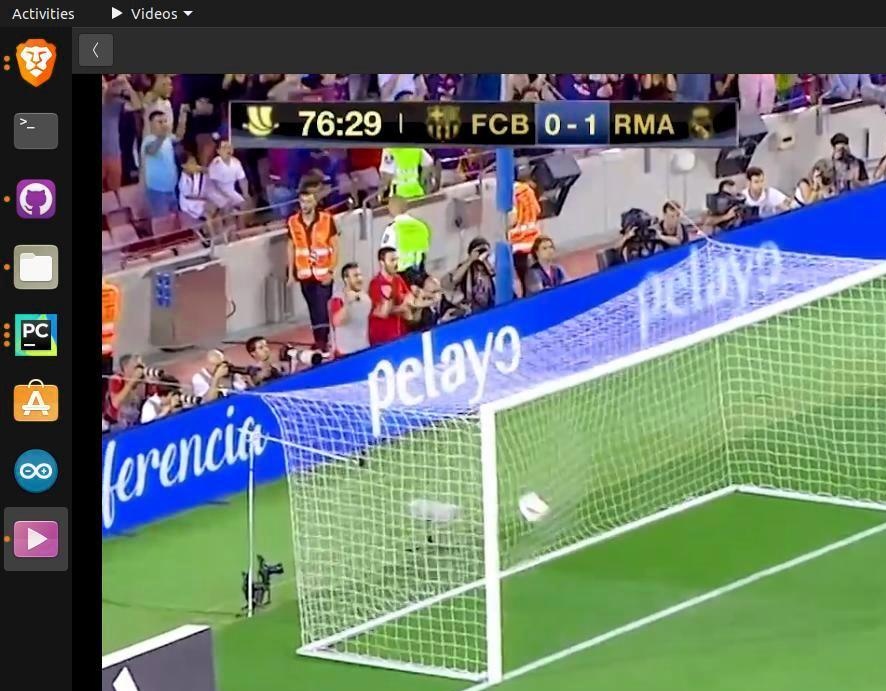 Activities
Videos
76:29 | FCB 0 - 1 RMA
>_
PC
pelayo
pelayo
ferencia